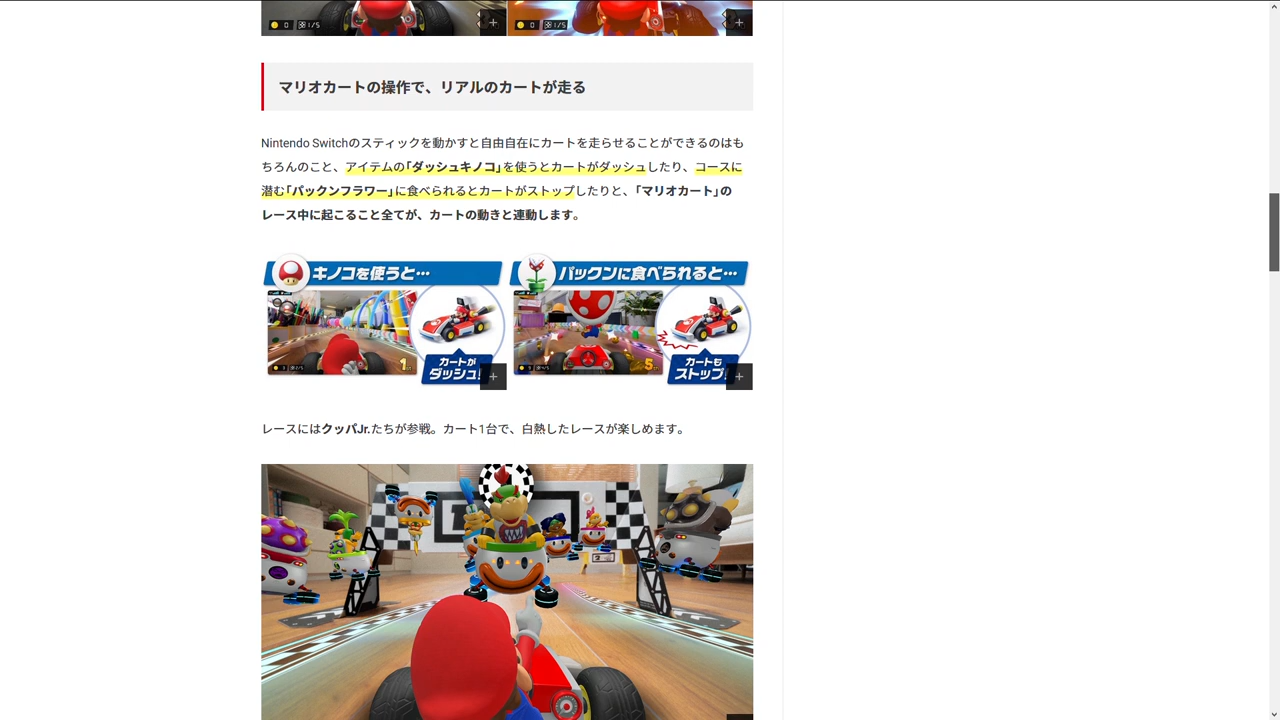 0 1/5
0 1/5
マリオカートの操作で、リアルのカートが走る
Nintendo Switchのスティックを動かすと自由自在にカートを走らせることができるのはも
ちろんのこと、アイテムの「ダッシュキノコ」を使うとカートがダッシュしたり、コースに
潜む「パックンフラワー」に食べられるとカートがストップしたりと、「マリオカート」の
レース中に起こること全てが、カートの動きと連動します。
キノコを使うと…
パックンに食べられると…
1
5
カートが
ダッシュ!
カートも
ストップ!
レースにはクッパJr.たちが参戦。カート1台で、白熱したレースが楽しめます。